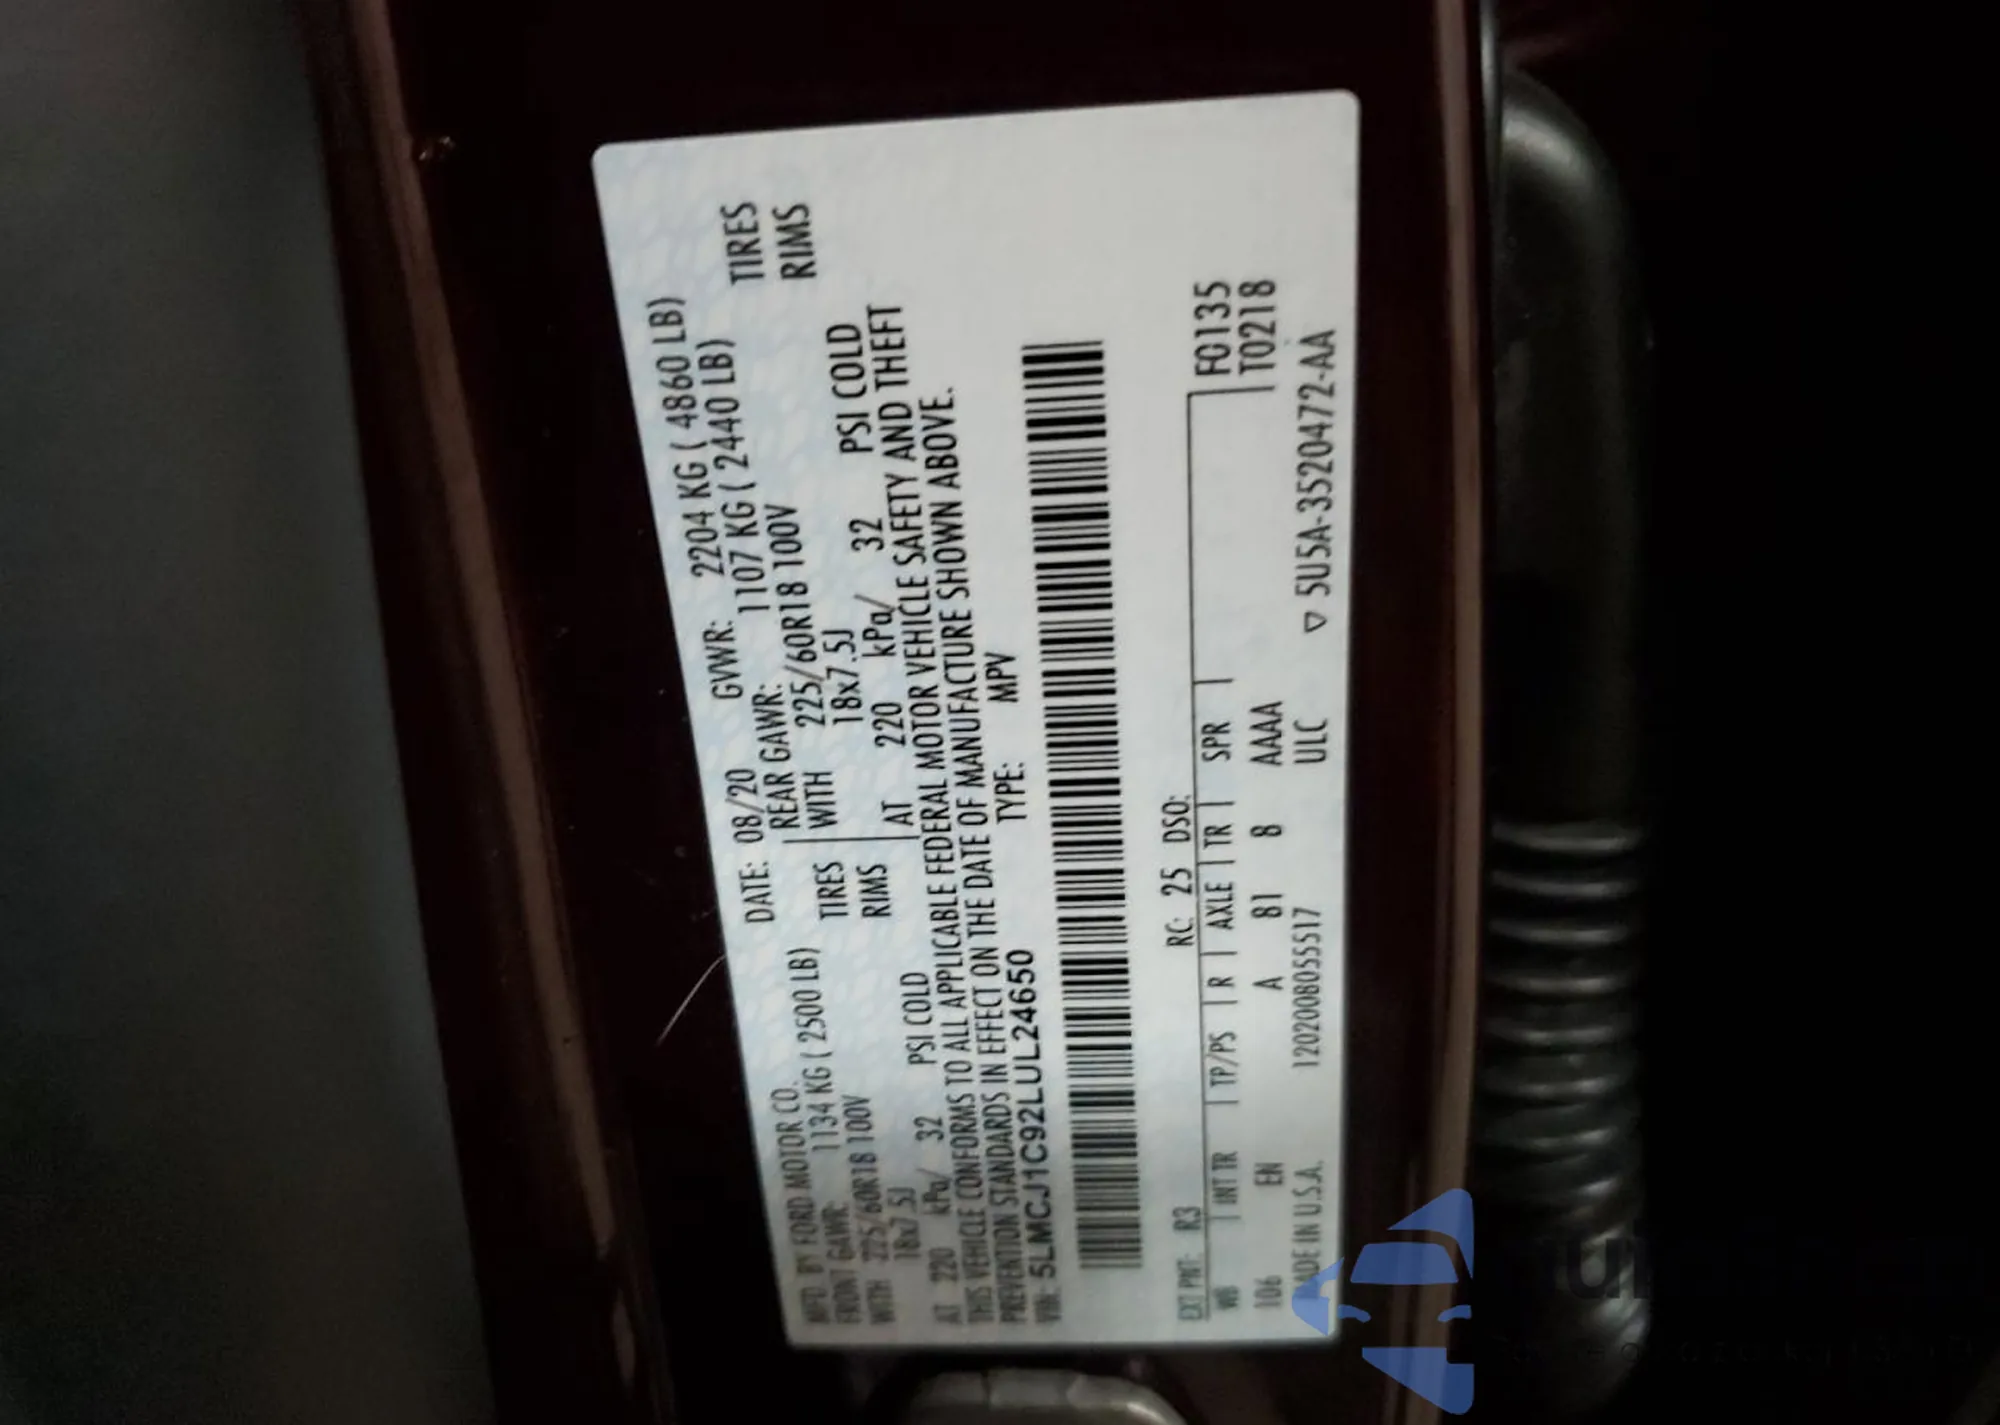 MFD. BY FORD MOTOR CO. DATE: 08/20 GVWR: 2204 KG ( 4860 LB)
FRONT GAWR: 1134 KG ( 2500 LB) REAR GAWR: 1107 KG ( 2440 LB)
WITH 225/60R18 100V TIRES WITH 225/60R18 100V TIRES
18x7.5J RIMS 18x7.5J RIMS
AT 220 kPa/ 32 PSI COLD AT 220 kPa/ 32 PSI COLD
THIS VEHICLE CONFORMS TO ALL APPLICABLE FEDERAL MOTOR VEHICLE SAFETY AND THEFT
PREVENTION STANDARDS IN EFFECT ON THE DATE OF MANUFACTURE SHOWN ABOVE.
VIN: 5LMCJ1C92LUL24650 TYPE: MPV
EXT PNT: R3 RC: 25 DSO:
WB | INT TR | TP/PS | R | AXLE | TR | SPR | F0135
106 EN A 81 8 AAAA T0218
MADE IN U.S.A. 120200805S517 ULC ▽ 5U5A-3520472-AA